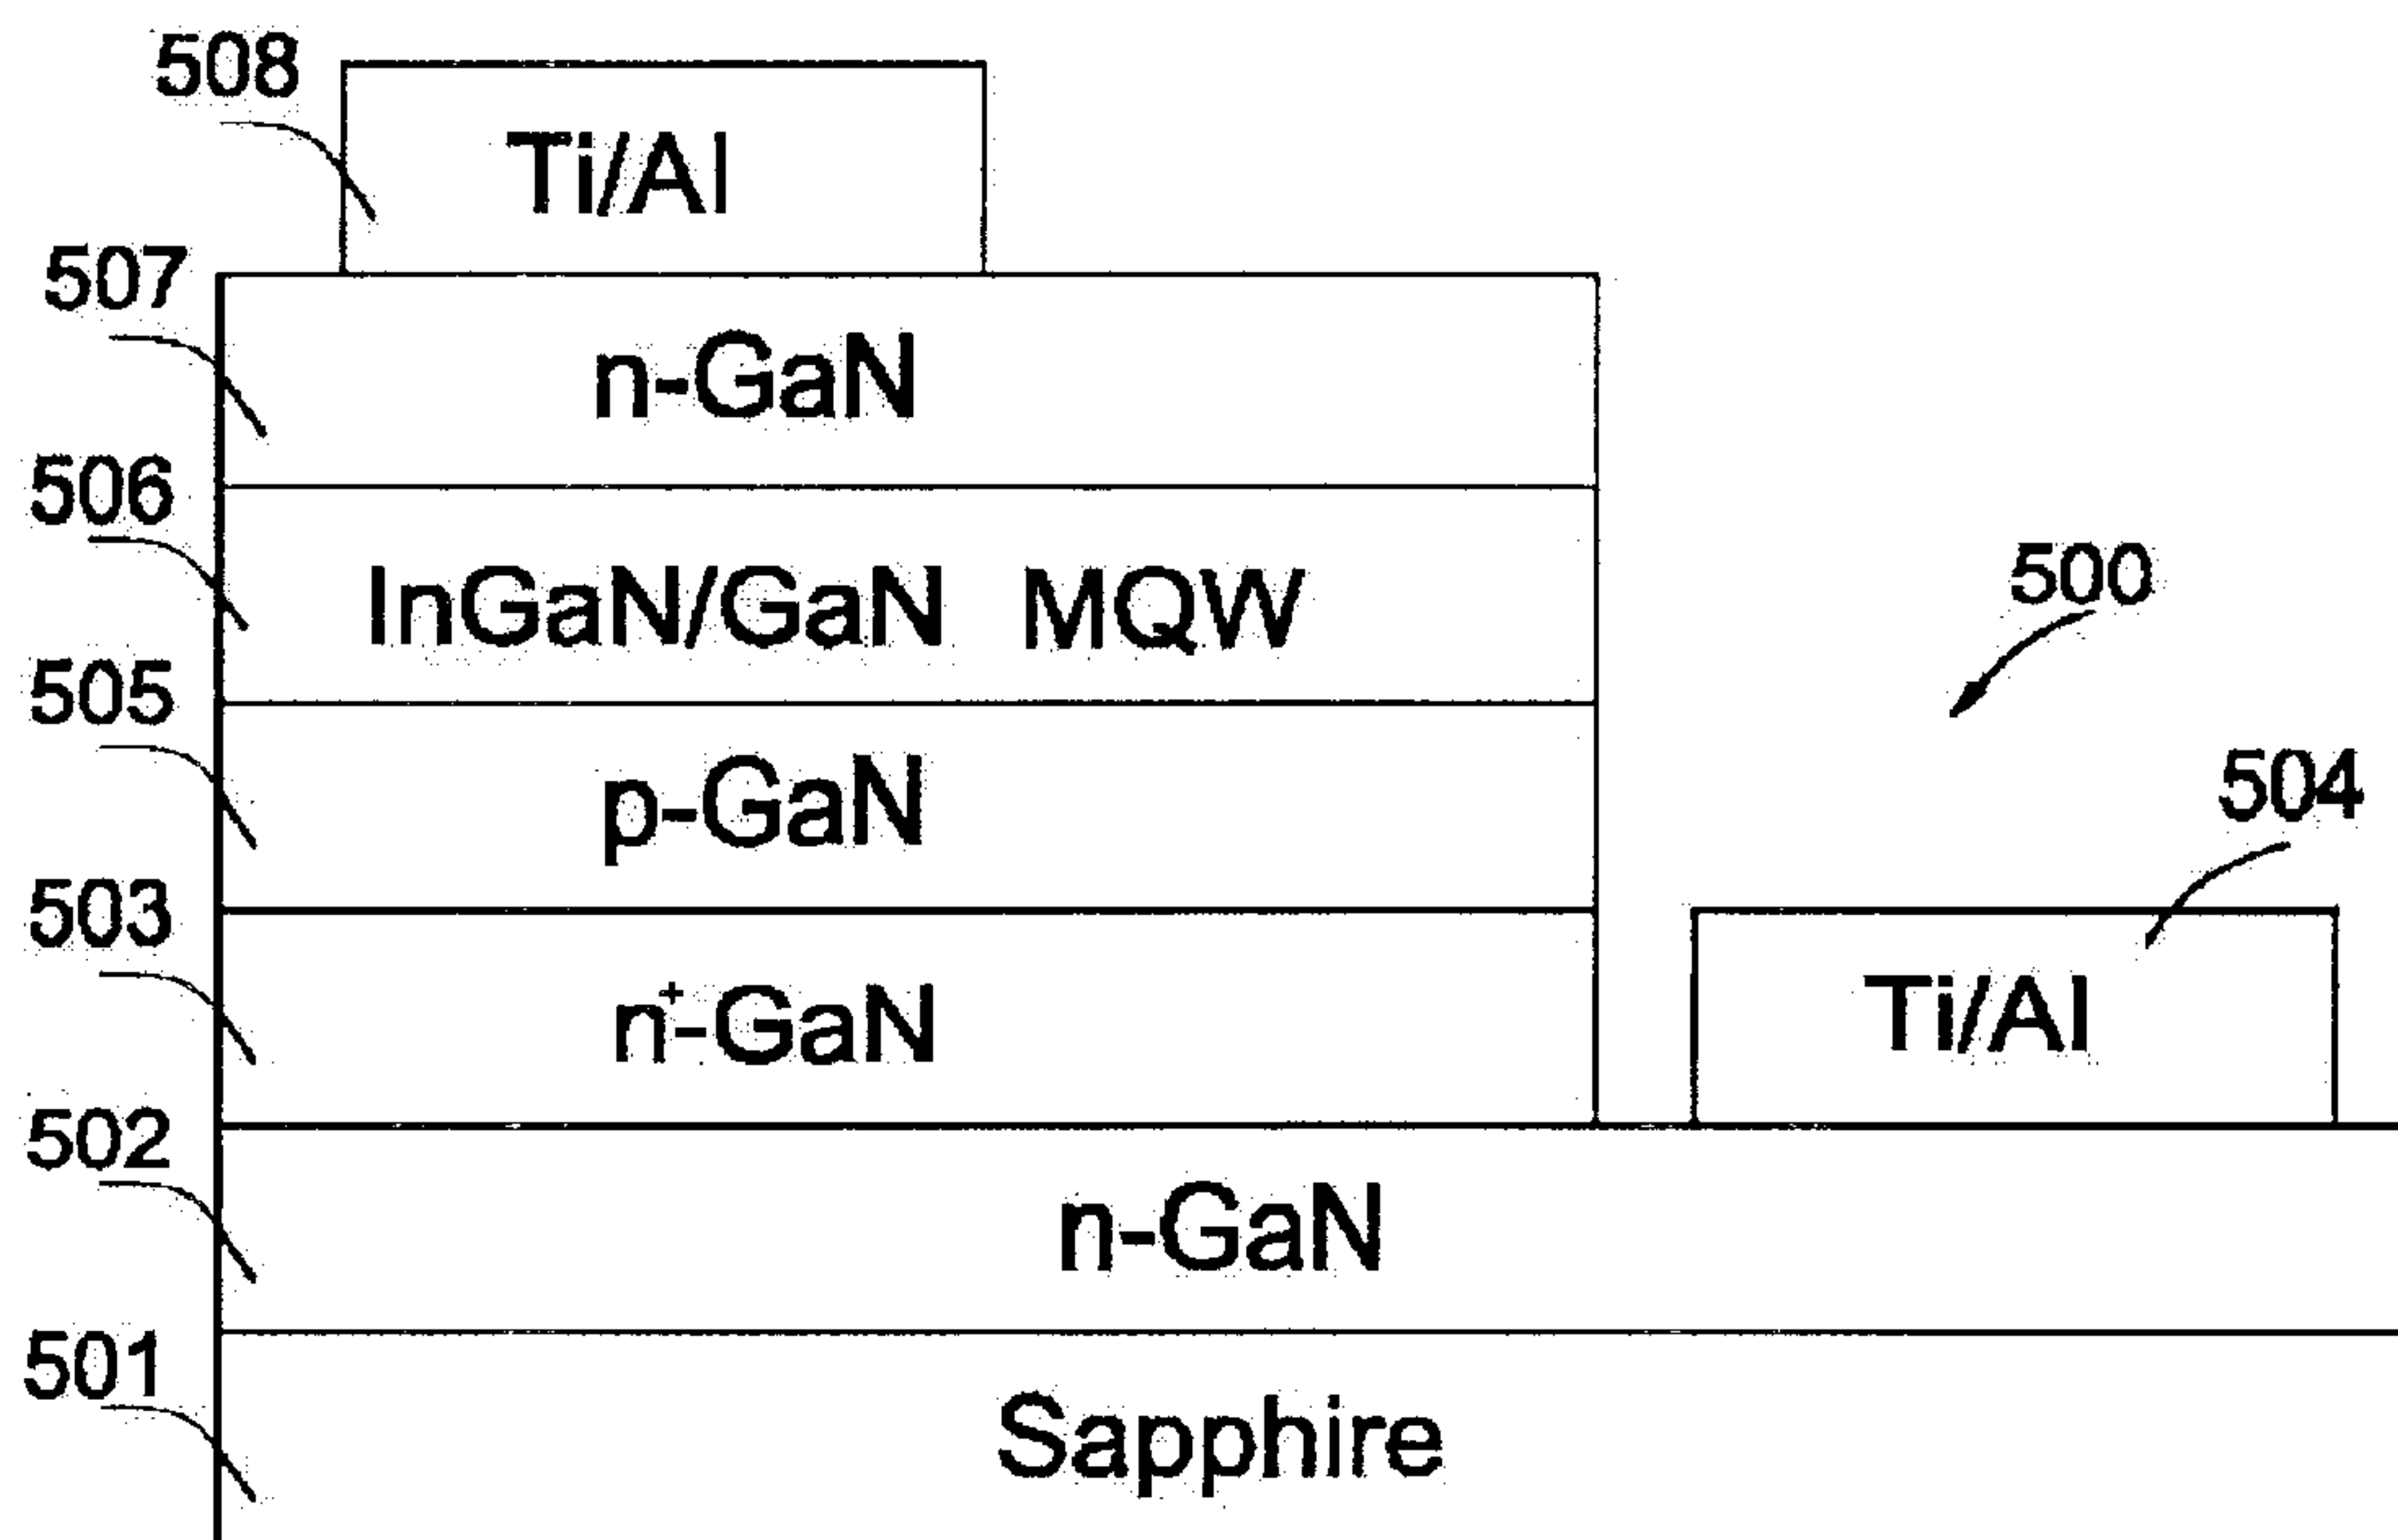 508
Ti/Al
507
n-GaN
506
InGaN/GaN MQW
500
505
p-GaN
504
503
n⁺-GaN
Ti/Al
502
n-GaN
501
Sapphire